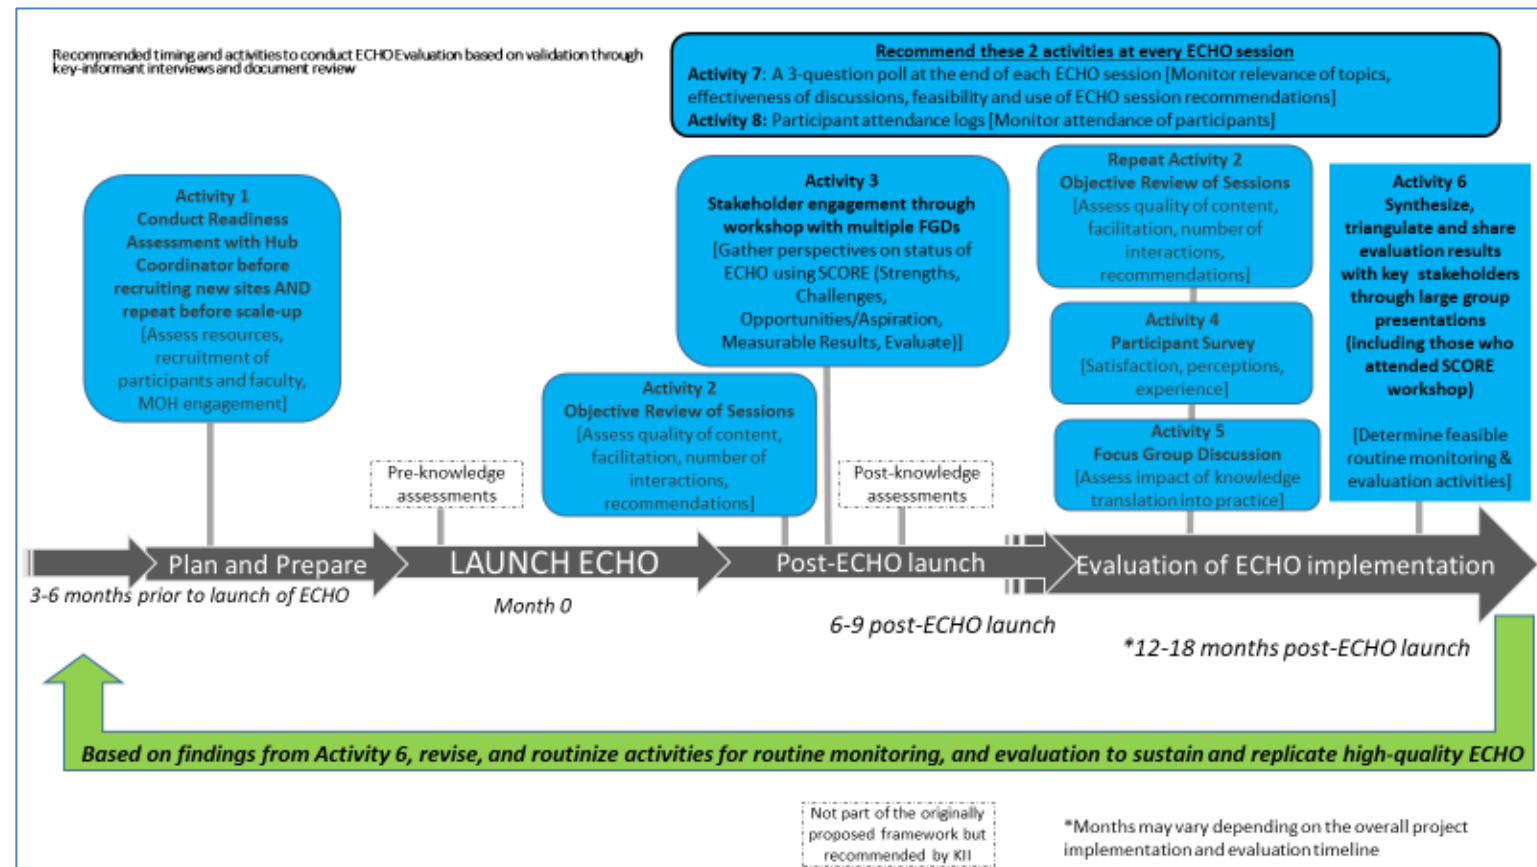 Recommended timing and activities to conduct ECHO Evaluation based on validation through
key-informant interviews and document review
Recommend these 2 activities at every ECHO session
Activity 7: A 3-question poll at the end of each ECHO session [Monitor relevance of topics,
effectiveness of discussions, feasibility and use of ECHO session recommendations]
Activity 8: Participant attendance logs [Monitor attendance of participants]
Activity 1
Conduct Readiness
Assessment with Hub
Coordinator before
recruiting new sites AND
repeat before scale-up
[Assess resources,
recruitment of
participants and faculty,
MOH engagement]
Pre-knowledge
assessments
Activity 2
Objective Review of Sessions
[Assess quality of content,
facilitation, number of
interactions,
recommendations]
Activity 3
Stakeholder engagement through
workshop with multiple FGDs
[Gather perspectives on status of
ECHO using SCORE (Strengths,
Challenges,
Opportunities/Aspiration,
Measurable Results, Evaluate)]
Post-knowledge
assessments
Repeat Activity 2
Objective Review of Sessions
[Assess quality of content,
facilitation, number of
interactions,
recommendations]
Activity 4
Participant Survey
[Satisfaction, perceptions,
experience]
Activity 5
Focus Group Discussion
[Assess impact of knowledge
translation into practice]
Activity 6
Synthesize,
triangulate and share
evaluation results
with key stakeholders
through large group
presentations
(including those who
attended SCORE
workshop)
[Determine feasible
routine monitoring &
evaluation activities]
Plan and Prepare
LAUNCH ECHO
Post-ECHO launch
Evaluation of ECHO implementation
3-6 months prior to launch of ECHO
Month 0
6-9 post-ECHO launch
*12-18 months post-ECHO launch
Based on findings from Activity 6, revise, and routinize activities for routine monitoring, and evaluation to sustain and replicate high-quality ECHO
Not part of the originally
proposed framework but
recommended by KII
*Months may vary depending on the overall project
implementation and evaluation timeline